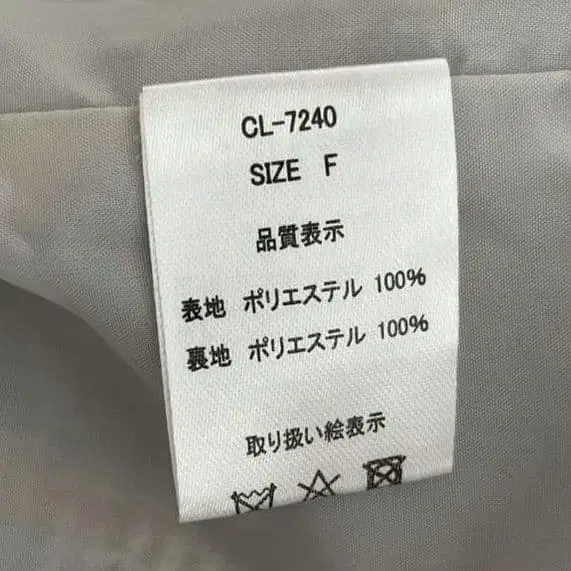 CL-7240
SIZE F
品質表示
表地 ポリエステル 100%
裏地 ポリエステル 100%
取り扱い絵表示